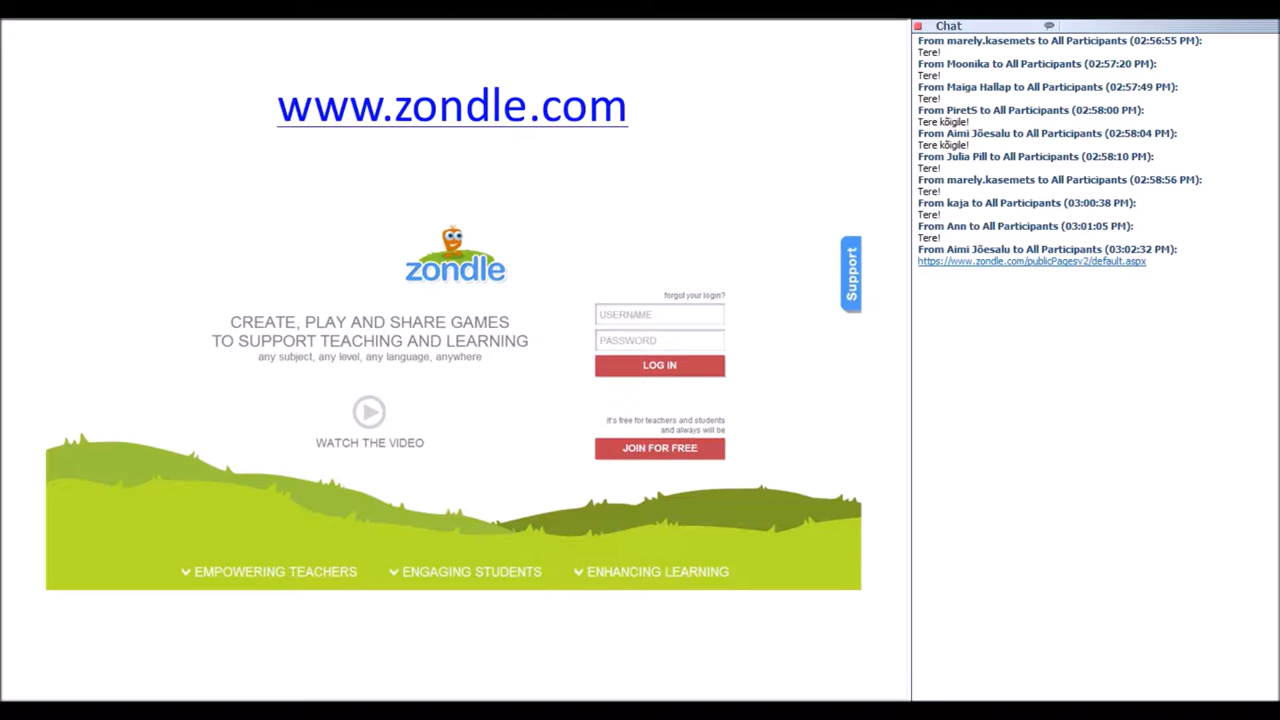 www.zondle.com
zondle
Support
forgot your login?
USERNAME
CREATE, PLAY AND SHARE GAMES
TO SUPPORT TEACHING AND LEARNING
PASSWORD
any subject, any level, any language, anywhere
LOG IN
it's free for teachers and students
and always will be
WATCH THE VIDEO
JOIN FOR FREE
EMPOWERING TEACHERS
ENGAGING STUDENTS
ENHANCING LEARNING
Chat
From marely.kasemets to All Participants (02:56:55 PM):
Tere!
From Moonika to All Participants (02:57:20 PM):
Tere!
From Maiga Hallap to All Participants (02:57:49 PM):
Tere!
From PiretS to All Participants (02:58:00 PM):
Tere kõigile!
From Aimi Jõesalu to All Participants (02:58:04 PM):
Tere kõigile!
From Julia Pill to All Participants (02:58:10 PM):
Tere!
From marely.kasemets to All Participants (02:58:56 PM):
Tere!
From kaja to All Participants (03:00:38 PM):
Tere!
From Ann to All Participants (03:01:05 PM):
Tere!
From Aimi Jõesalu to All Participants (03:02:32 PM):
https://www.zondle.com/publicPagesv2/default.aspx